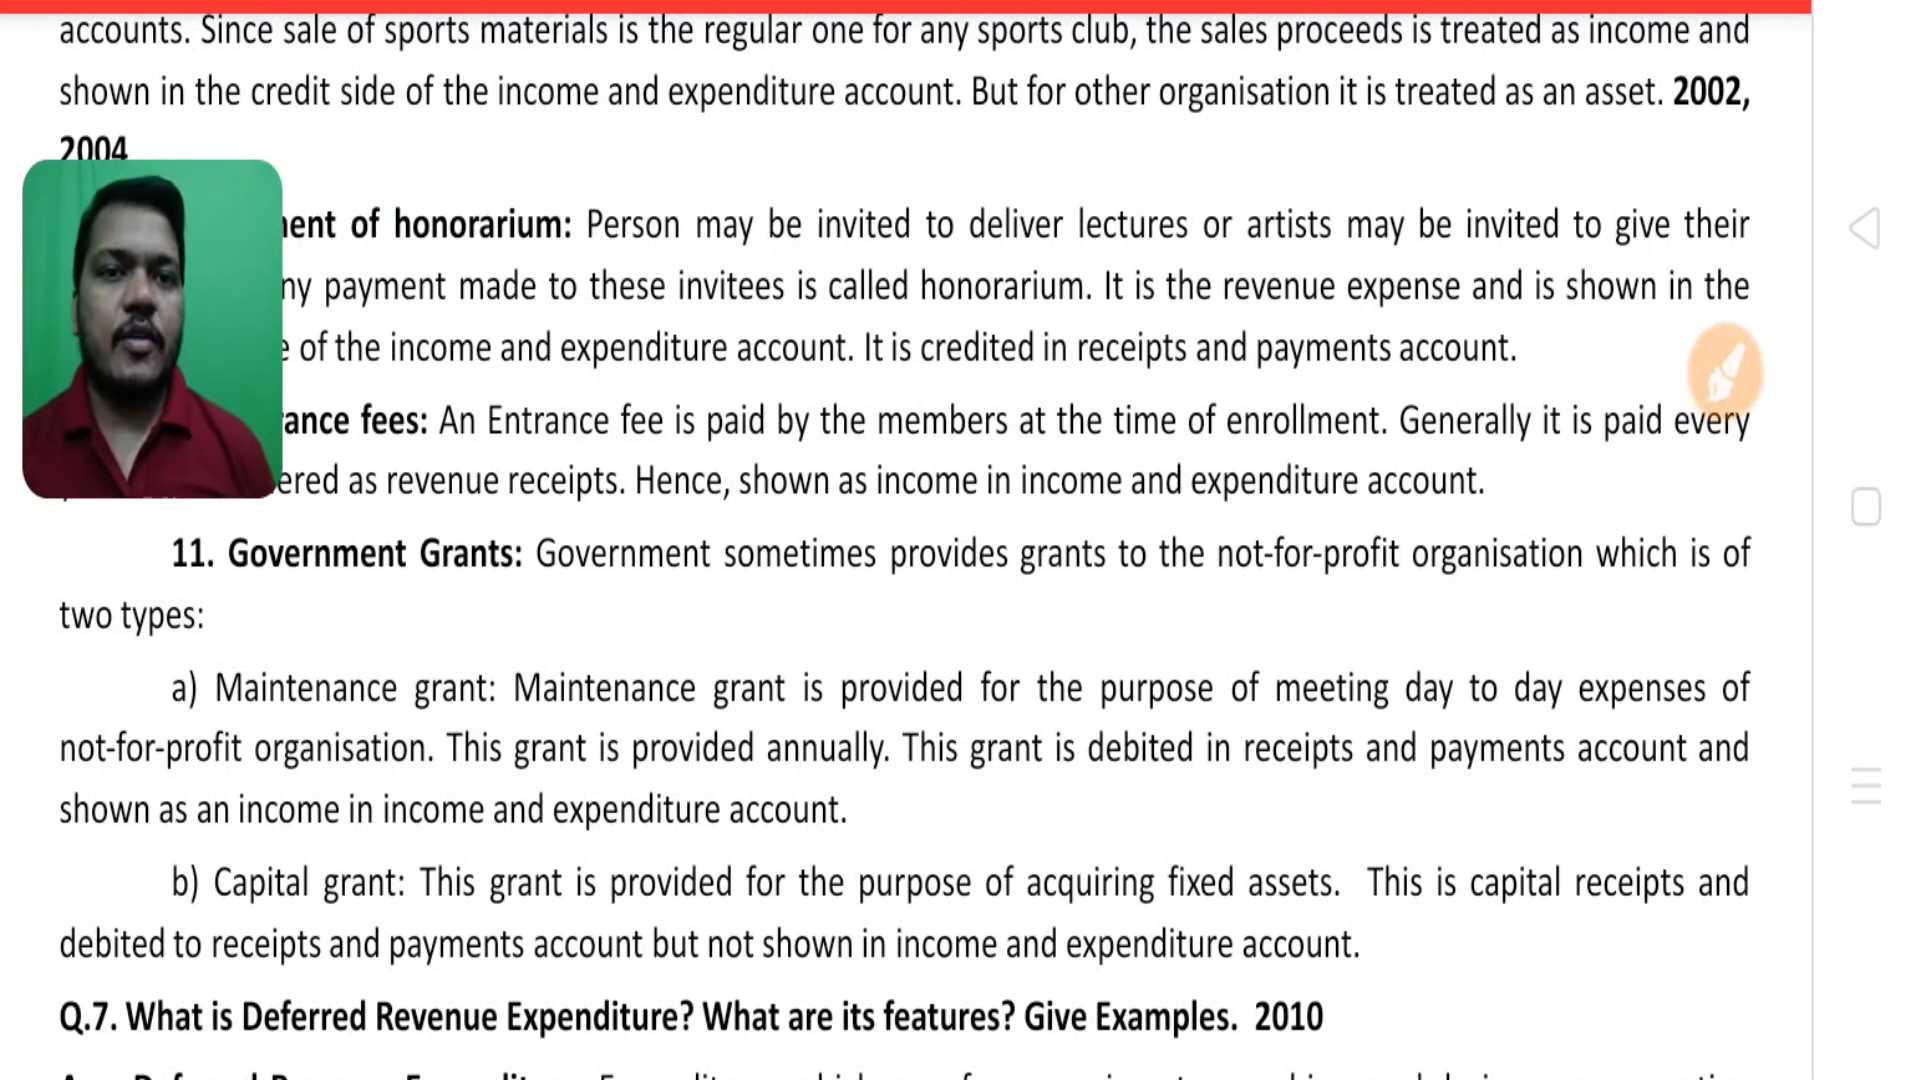 accounts. Since sale of sports materials is the regular one for any sports club, the sales proceeds is treated as income and
shown in the credit side of the income and expenditure account. But for other organisation it is treated as an asset. 2002,
2004
of honorarium: Person may be invited to deliver lectures or artists may be invited to give their
payment made to these invitees is called honorarium. It is the revenue expense and is shown in the
of the income and expenditure account. It is credited in receipts and payments account.
fees: An Entrance fee is paid by the members at the time of enrollment. Generally it is paid every
as revenue receipts. Hence, shown as income in income and expenditure account.
11. Government Grants: Government sometimes provides grants to the not-for-profit organisation which is of
two types:
a) Maintenance grant: Maintenance grant is provided for the purpose of meeting day to day expenses of
not-for-profit organisation. This grant is provided annually. This grant is debited in receipts and payments account and
shown as an income in income and expenditure account.
b) Capital grant: This grant is provided for the purpose of acquiring fixed assets. This is capital receipts and
debited to receipts and payments account but not shown in income and expenditure account.
Q.7. What is Deferred Revenue Expenditure? What are its features? Give Examples. 2010